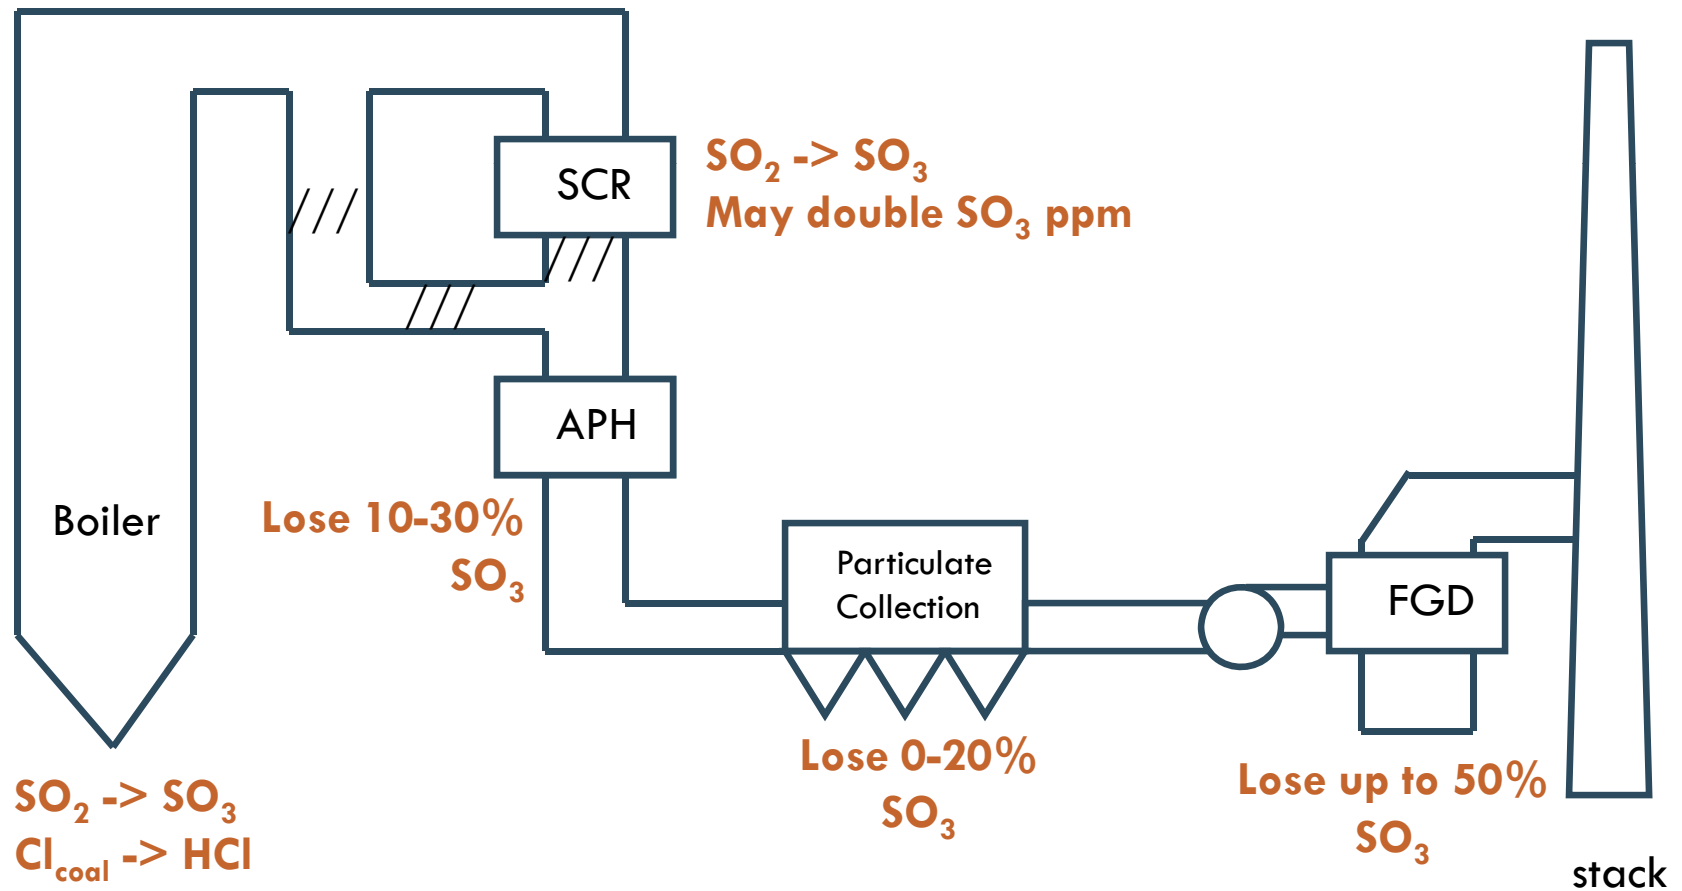 SCR
SO2 -> SO3
May double SO3 ppm
APH
Boiler
Lose 10-30%
SO3
Particulate
Collection
FGD
Lose 0-20%
SO3
Lose up to 50%
SO3
SO2 -> SO3
Clcoal -> HCl
stack